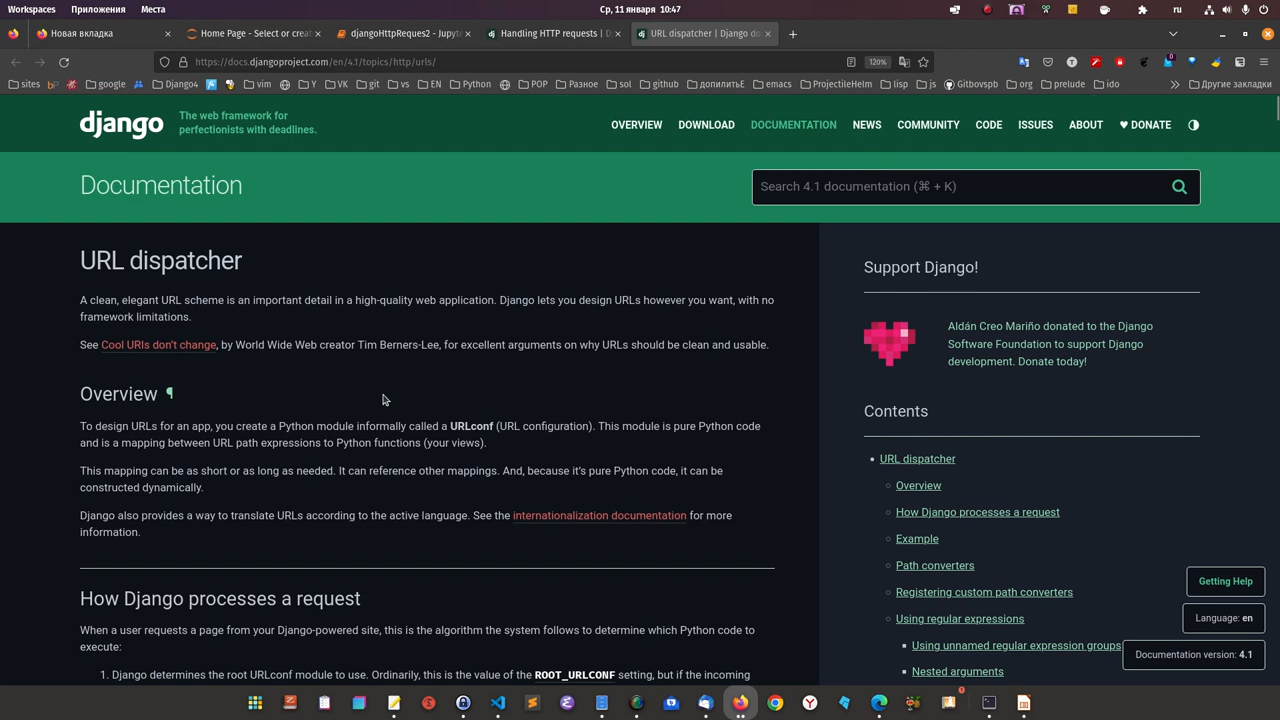 Workspaces Приложения Места Ср, 11 января 10:47 ru
Новая вкладка Home Page - Select or creat djangoHttpReques2 - Jupyte Handling HTTP requests | D URL dispatcher | Django do
https://docs.djangoproject.com/en/4.1/topics/http/urls/ 120%
sites google Django4 vim Y VK git vs EN Python POP Разное sol github допилитьЕ emacs ProjectileHelm lisp js Gitbovspb org prelude ido Другие закладки
django
The web framework for
perfectionists with deadlines.
OVERVIEW DOWNLOAD DOCUMENTATION NEWS COMMUNITY CODE ISSUES ABOUT ♥ DONATE
Documentation
Search 4.1 documentation (⌘ + K)
URL dispatcher
A clean, elegant URL scheme is an important detail in a high-quality web application. Django lets you design URLs however you want, with no
framework limitations.
See Cool URIs don't change, by World Wide Web creator Tim Berners-Lee, for excellent arguments on why URLs should be clean and usable.
Overview ¶
To design URLs for an app, you create a Python module informally called a URLconf (URL configuration). This module is pure Python code
and is a mapping between URL path expressions to Python functions (your views).
This mapping can be as short or as long as needed. It can reference other mappings. And, because it's pure Python code, it can be
constructed dynamically.
Django also provides a way to translate URLs according to the active language. See the internationalization documentation for more
information.
How Django processes a request
When a user requests a page from your Django-powered site, this is the algorithm the system follows to determine which Python code to
execute:
1. Django determines the root URLconf module to use. Ordinarily, this is the value of the ROOT_URLCONF setting, but if the incoming
Support Django!
Aldán Creo Mariño donated to the Django
Software Foundation to support Django
development. Donate today!
Contents
URL dispatcher
Overview
How Django processes a request
Example
Path converters
Registering custom path converters
Using regular expressions
Using unnamed regular expression groups
Nested arguments
Getting Help
Language: en
Documentation version: 4.1